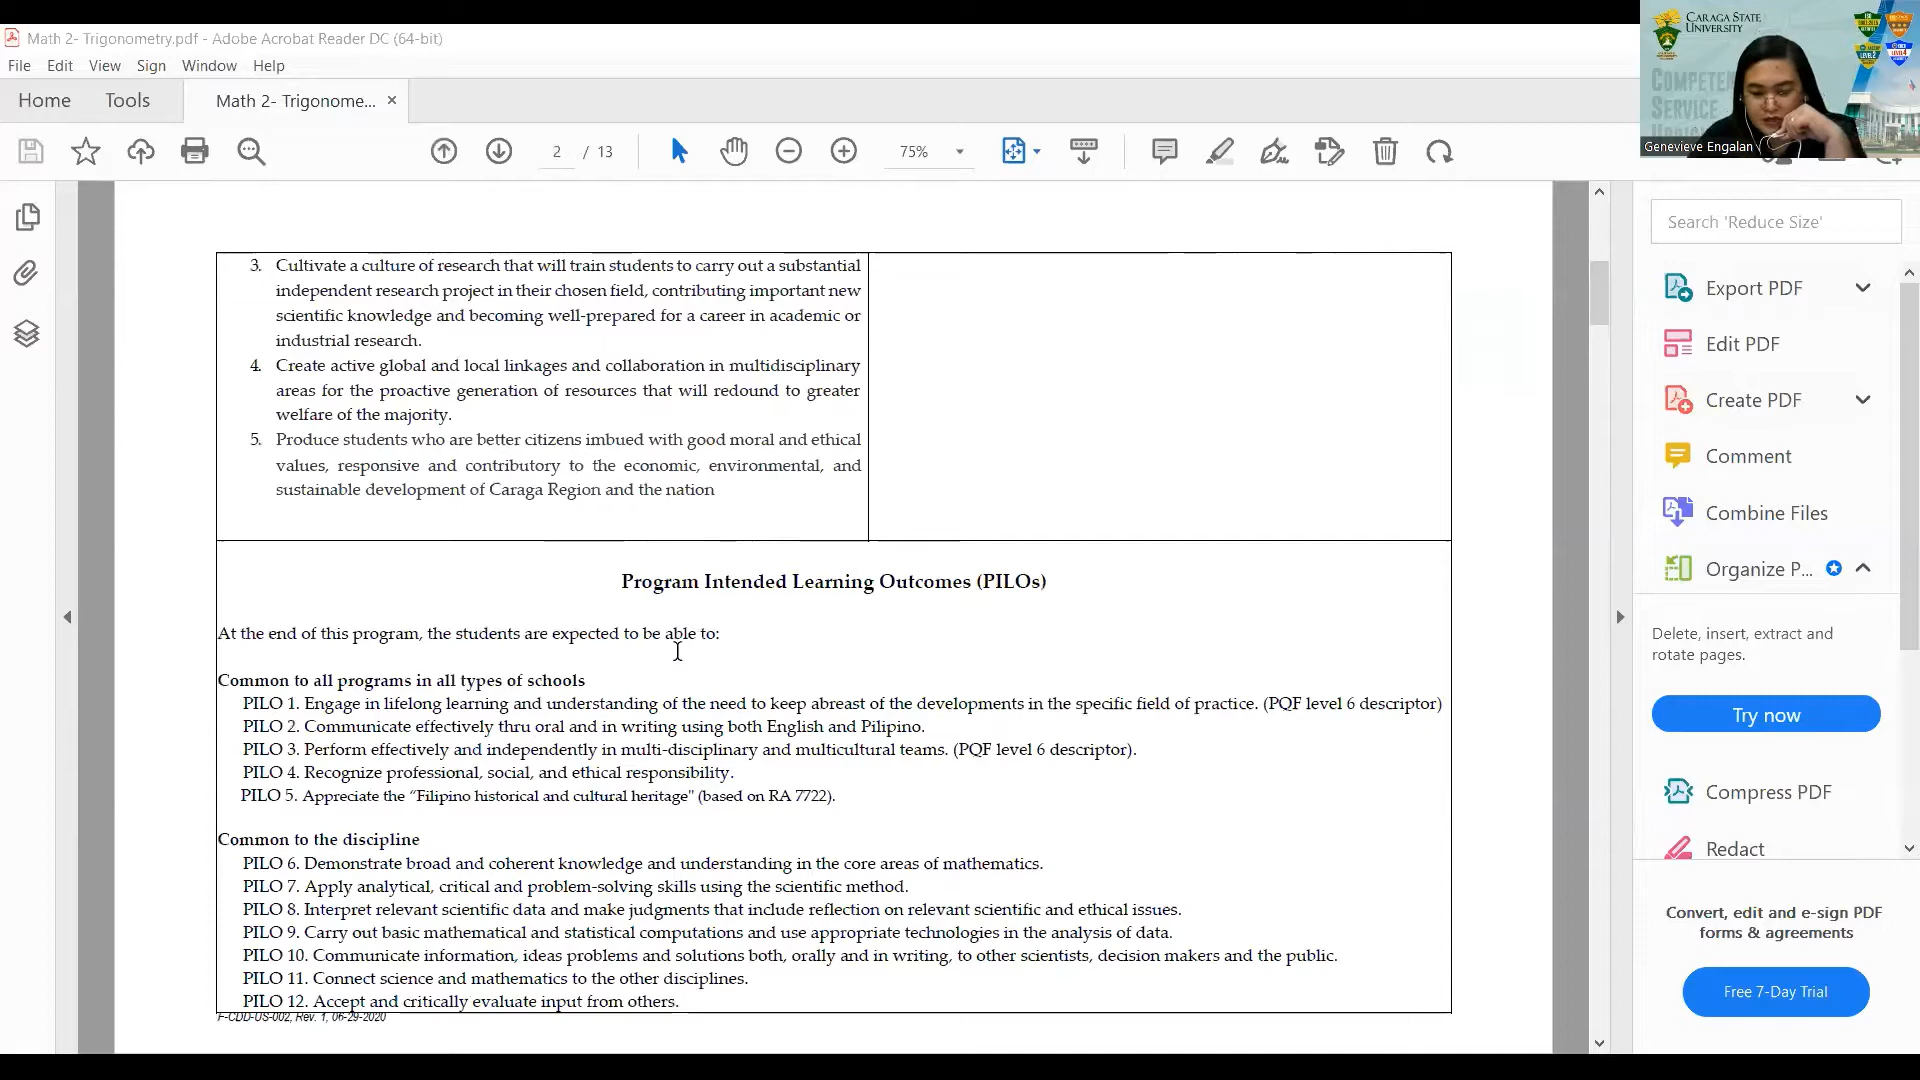 Math 2- Trigonometry.pdf - Adobe Acrobat Reader DC (64-bit)
File Edit View Sign Window Help
Home Tools Math 2- Trigonome... ×
2 / 13 75%
CARAGA STATE
UNIVERSITY
COMPETEN
SERVICE
Genevieve Engalan
3. Cultivate a culture of research that will train students to carry out a substantial
independent research project in their chosen field, contributing important new
scientific knowledge and becoming well-prepared for a career in academic or
industrial research.
4. Create active global and local linkages and collaboration in multidisciplinary
areas for the proactive generation of resources that will redound to greater
welfare of the majority.
5. Produce students who are better citizens imbued with good moral and ethical
values, responsive and contributory to the economic, environmental, and
sustainable development of Caraga Region and the nation
Program Intended Learning Outcomes (PILOs)
At the end of this program, the students are expected to be able to:
Common to all programs in all types of schools
PILO 1. Engage in lifelong learning and understanding of the need to keep abreast of the developments in the specific field of practice. (PQF level 6 descriptor)
PILO 2. Communicate effectively thru oral and in writing using both English and Pilipino.
PILO 3. Perform effectively and independently in multi-disciplinary and multicultural teams. (PQF level 6 descriptor).
PILO 4. Recognize professional, social, and ethical responsibility.
PILO 5. Appreciate the “Filipino historical and cultural heritage" (based on RA 7722).
Common to the discipline
PILO 6. Demonstrate broad and coherent knowledge and understanding in the core areas of mathematics.
PILO 7. Apply analytical, critical and problem-solving skills using the scientific method.
PILO 8. Interpret relevant scientific data and make judgments that include reflection on relevant scientific and ethical issues.
PILO 9. Carry out basic mathematical and statistical computations and use appropriate technologies in the analysis of data.
PILO 10. Communicate information, ideas problems and solutions both, orally and in writing, to other scientists, decision makers and the public.
PILO 11. Connect science and mathematics to the other disciplines.
PILO 12. Accept and critically evaluate input from others.
F-CDD-US-002, Rev. 1, 06-29-2020
Search 'Reduce Size'
Export PDF
Edit PDF
Create PDF
Comment
Combine Files
Organize P...
Delete, insert, extract and
rotate pages.
Try now
Compress PDF
Redact
Convert, edit and e-sign PDF
forms & agreements
Free 7-Day Trial